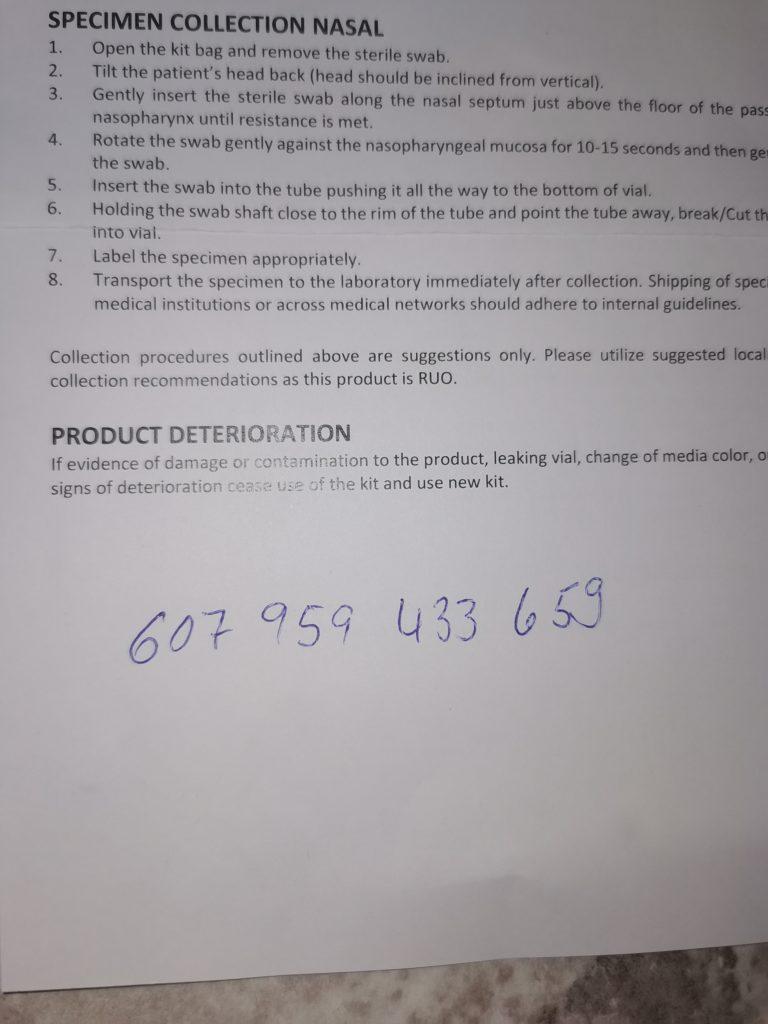 SPECIMEN COLLECTION NASAL
1. Open the kit bag and remove the sterile swab.
2. Tilt the patient's head back (head should be inclined from vertical).
3. Gently insert the sterile swab along the nasal septum just above the floor of the pass
nasopharynx until resistance is met.
4. Rotate the swab gently against the nasopharyngeal mucosa for 10-15 seconds and then ge
the swab.
5. Insert the swab into the tube pushing it all the way to the bottom of vial.
6. Holding the swab shaft close to the rim of the tube and point the tube away, break/Cut th
into vial.
7. Label the specimen appropriately.
8. Transport the specimen to the laboratory immediately after collection. Shipping of speci
medical institutions or across medical networks should adhere to internal guidelines.
Collection procedures outlined above are suggestions only. Please utilize suggested local
collection recommendations as this product is RUO.
PRODUCT DETERIORATION
If evidence of damage or contamination to the product, leaking vial, change of media color, o
signs of deterioration cease use of the kit and use new kit.
607 959 433 659